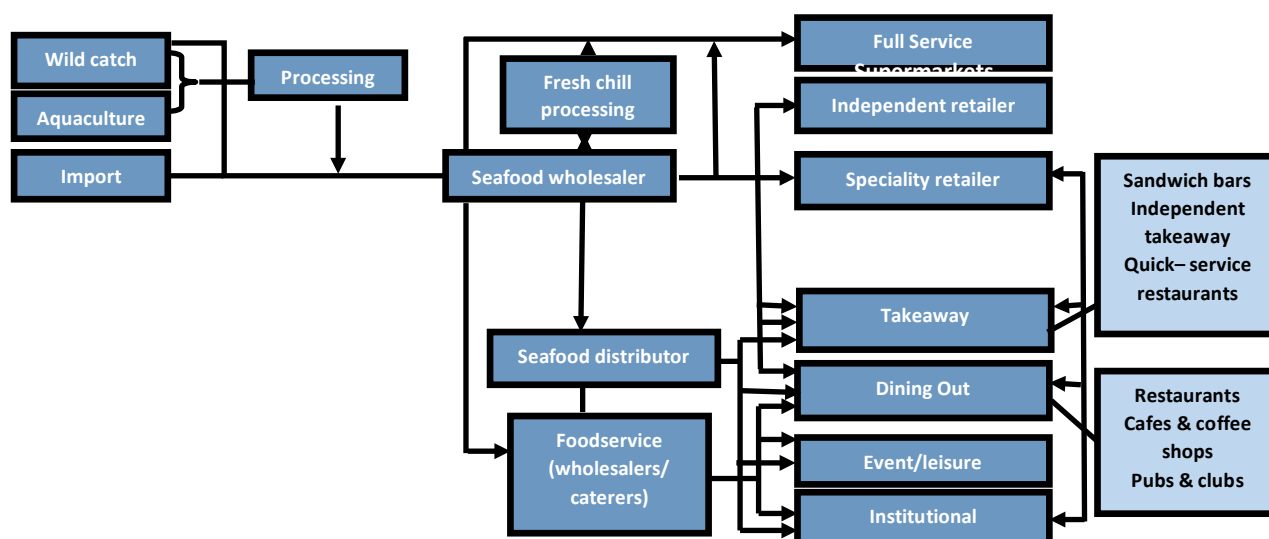 Wild catch
Aquaculture
Import
Processing
Fresh chill
processing
Seafood wholesaler
Seafood distributor
Foodservice
(wholesalers/
caterers)
Full Service
Supermarkets
Independent retailer
Speciality retailer
Takeaway
Dining Out
Event/leisure
Institutional
Sandwich bars
Independent
takeaway
Quick– service
restaurants
Restaurants
Cafes & coffee
shops
Pubs & clubs